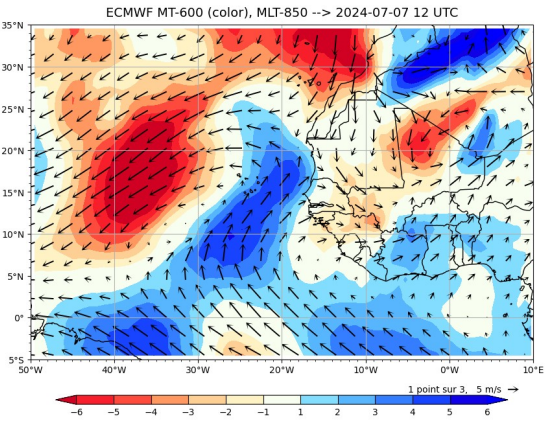 ECMWF MT-600 (color), MLT-850 --> 2024-07-07 12 UTC
35°N
30°N
25°N
20°N
15°N
10°N
5°N
0°
5°S
50°W 40°W 30°W 20°W 10°W 0° 10°E
1 point sur 3, 5 m/s
−6 −5 −4 −3 −2 −1 1 2 3 4 5 6